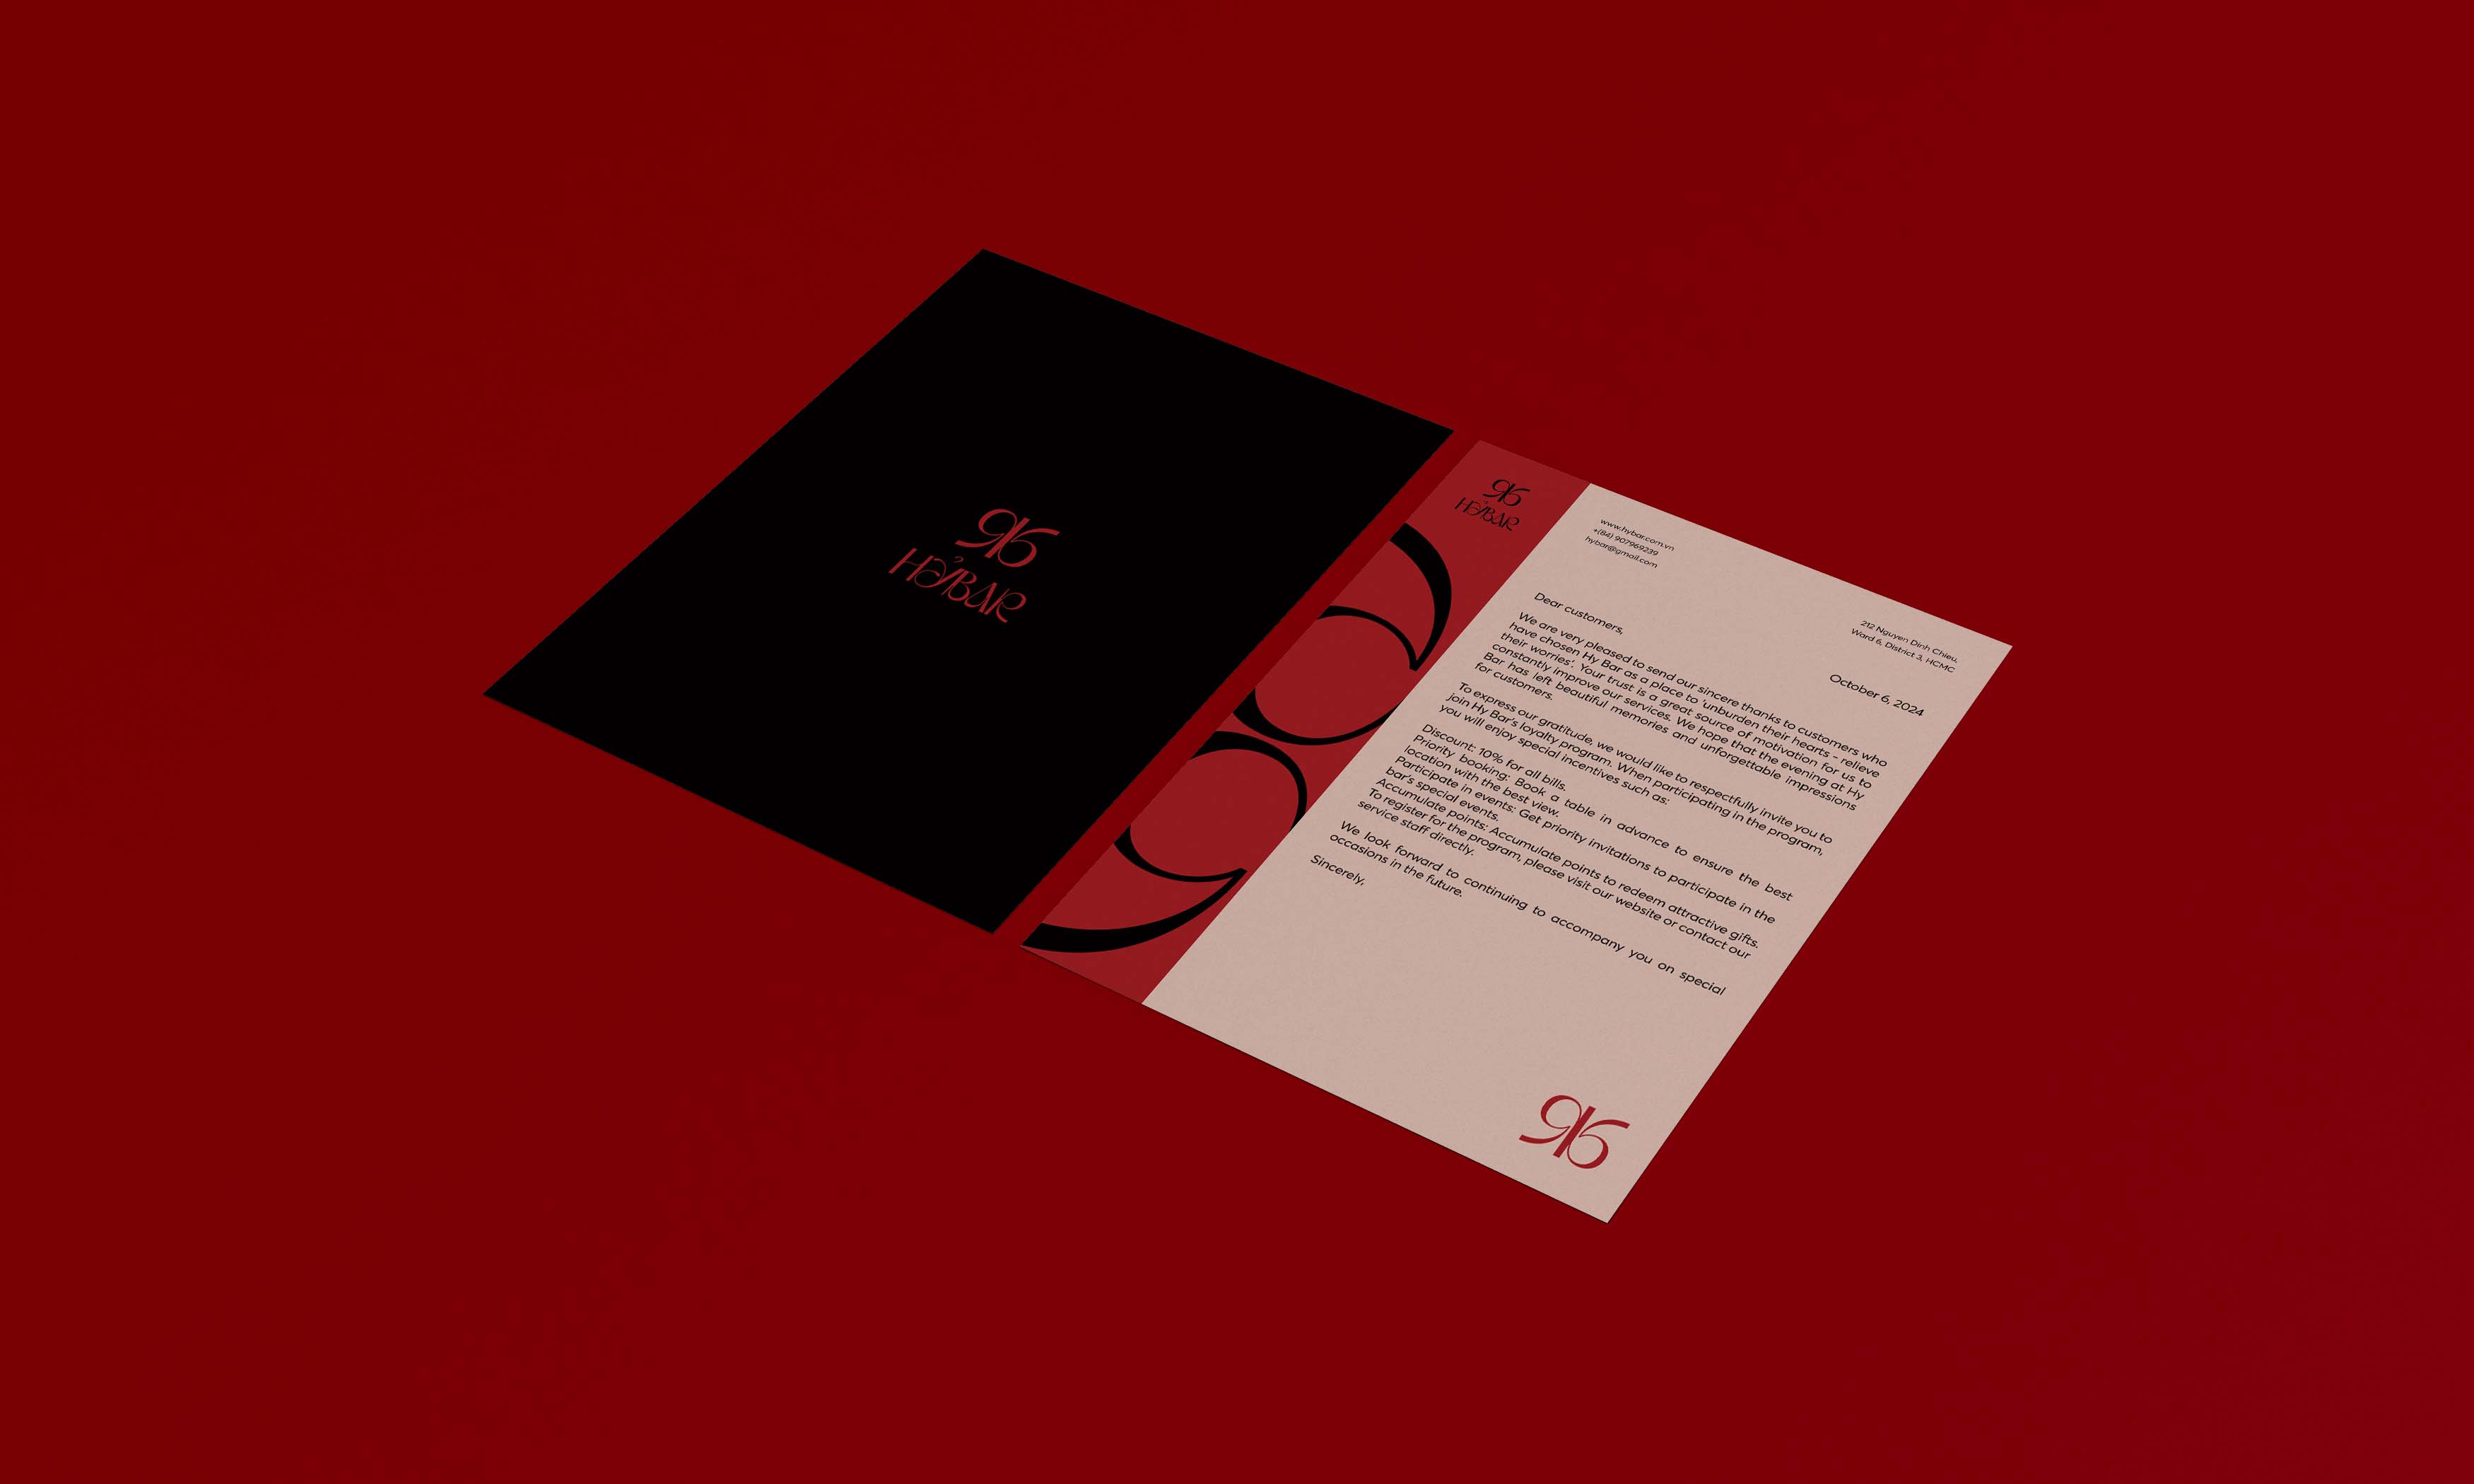 HỶBAR
HỶBAR
www.hybar.com.vn
+(84) 907969239
hybar@gmail.com
212 Nguyen Dinh Chieu,
Ward 6, District 3, HCMC
October 6, 2024
Dear customers,
We are very pleased to send our sincere thanks to customers who
have chosen Hy Bar as a place to 'unburden their hearts - relieve
their worries'. Your trust is a great source of motivation for us to
constantly improve our services. We hope that the evening at Hy
Bar has left beautiful memories and unforgettable impressions
for customers.
To express our gratitude, we would like to respectfully invite you to
join Hy Bar's loyalty program. When participating in the program,
you will enjoy special incentives such as:
Discount: 10% for all bills.
Priority booking: Book a table in advance to ensure the best
location with the best view.
Participate in events: Get priority invitations to participate in the
bar's special events.
Accumulate points: Accumulate points to redeem attractive gifts.
To register for the program, please visit our website or contact our
service staff directly.
We look forward to continuing to accompany you on special
occasions in the future.
Sincerely,